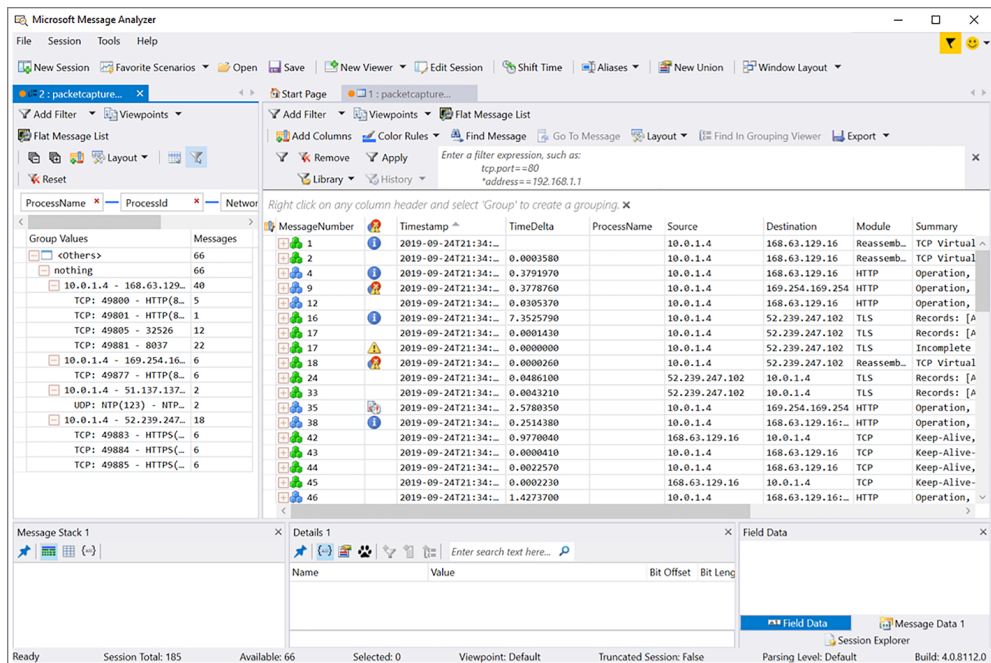 Microsoft Message Analyzer
File Session Tools Help
New Session Favorite Scenarios Open Save New Viewer Edit Session Shift Time Aliases New Union Window Layout
2 : packetcapture...
Add Filter Viewpoints
Flat Message List
Layout
Reset
ProcessName ProcessId Networ
Group Values Messages
<Others> 66
nothing 66
10.0.1.4 - 168.63.129... 40
TCP: 49800 - HTTP(8... 5
TCP: 49801 - HTTP(8... 1
TCP: 49805 - 32526 12
TCP: 49881 - 8037 22
10.0.1.4 - 169.254.16... 6
TCP: 49877 - HTTP(8... 6
10.0.1.4 - 51.137.137... 2
UDP: NTP(123) - NTP... 2
10.0.1.4 - 52.239.247... 18
TCP: 49883 - HTTPS(... 6
TCP: 49884 - HTTPS(... 6
TCP: 49885 - HTTPS(... 6
Start Page 1 : packetcapture...
Add Filter Viewpoints Flat Message List
Add Columns Color Rules Find Message Go To Message Layout Find In Grouping Viewer Export
Remove Apply
Library History
Enter a filter expression, such as:
tcp.port==80
*address==192.168.1.1
Right click on any column header and select 'Group' to create a grouping.
MessageNumber Timestamp TimeDelta ProcessName Source Destination Module Summary
1 2019-09-24T21:34:... 10.0.1.4 168.63.129.16 Reassemb... TCP Virtual
2 2019-09-24T21:34:... 0.0003580 10.0.1.4 168.63.129.16 Reassemb... TCP Virtual
4 2019-09-24T21:34:... 0.3791970 10.0.1.4 168.63.129.16 HTTP Operation,
9 2019-09-24T21:34:... 0.3778760 10.0.1.4 169.254.169.254 HTTP Operation,
12 2019-09-24T21:34:... 0.0305370 10.0.1.4 168.63.129.16 HTTP Operation,
16 2019-09-24T21:34:... 7.3525790 10.0.1.4 52.239.247.102 TLS Records: [A
17 2019-09-24T21:34:... 0.0001430 10.0.1.4 52.239.247.102 TLS Records: [A
17 2019-09-24T21:34:... 0.0000000 10.0.1.4 52.239.247.102 TLS Incomplete
18 2019-09-24T21:34:... 0.0000260 10.0.1.4 52.239.247.102 Reassemb... TCP Virtual
24 2019-09-24T21:34:... 0.0486100 52.239.247.102 10.0.1.4 TLS Records: [A
33 2019-09-24T21:34:... 0.0043210 52.239.247.102 10.0.1.4 TLS Records: [A
35 2019-09-24T21:34:... 2.5780350 10.0.1.4 169.254.169.254 HTTP Operation,
38 2019-09-24T21:34:... 0.2514380 10.0.1.4 168.63.129.16:... HTTP Operation,
42 2019-09-24T21:34:... 0.9770040 168.63.129.16 10.0.1.4 TCP Keep-Alive,
43 2019-09-24T21:34:... 0.0000410 10.0.1.4 168.63.129.16 TCP Keep-Alive-
44 2019-09-24T21:34:... 0.0022570 10.0.1.4 168.63.129.16 TCP Keep-Alive,
45 2019-09-24T21:34:... 0.0002230 168.63.129.16 10.0.1.4 TCP Keep-Alive-
46 2019-09-24T21:34:... 1.4273700 10.0.1.4 168.63.129.16:... HTTP Operation,
Message Stack 1
Details 1
Enter search text here...
Name Value Bit Offset Bit Leng
Field Data
Field Data Message Data 1
Session Explorer
Ready Session Total: 185 Available: 66 Selected: 0 Viewpoint: Default Truncated Session: False Parsing Level: Default Build: 4.0.8112.0